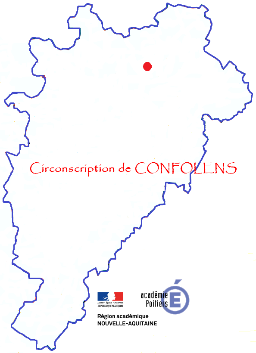 Circonscription de CONFOLENS
académie
Poitiers
Région académique
NOUVELLE-AQUITAINE